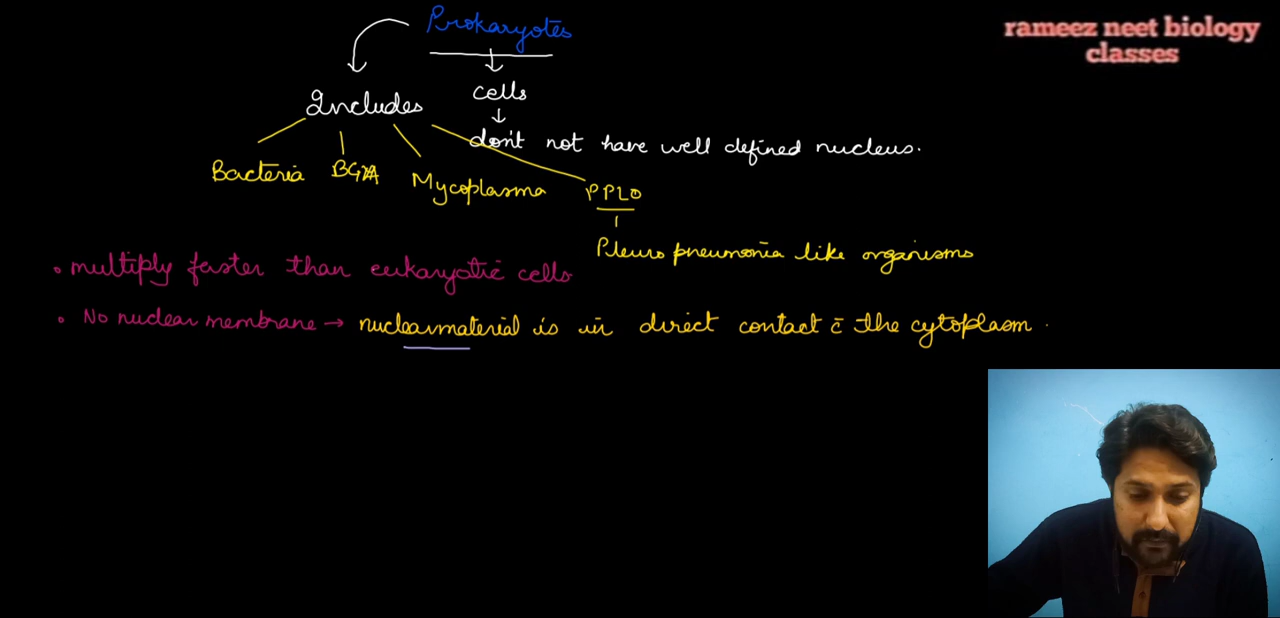 Prokaryotes
rameez neet biology
classes
Includes
cells
don't not have well defined nucleus.
Bacteria BGA Mycoplasma PPLO
Pleuro pneumonia like organisms
• multiply faster than eukaryotic cells
• No nuclear membrane → nuclearmaterial is in direct contact c̄ the cytoplasm.